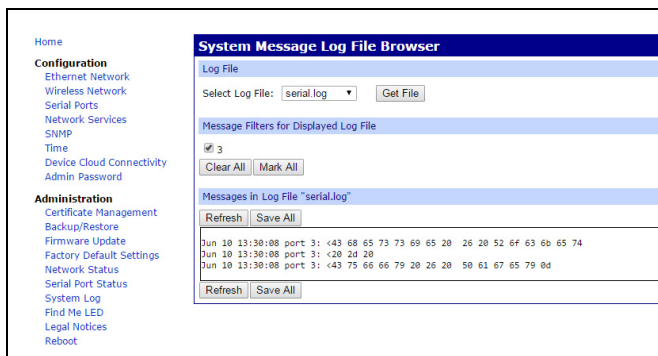 Home
Configuration
Ethernet Network
Wireless Network
Serial Ports
Network Services
SNMP
Time
Device Cloud Connectivity
Admin Password
Administration
Certificate Management
Backup/Restore
Firmware Update
Factory Default Settings
Network Status
Serial Port Status
System Log
Find Me LED
Legal Notices
Reboot
System Message Log File Browser
Log File
Select Log File: serial.log Get File
Message Filters for Displayed Log File
3
Clear All Mark All
Messages in Log File "serial.log"
Refresh Save All
Jun 10 13:30:08 port 3: <43 68 65 73 73 69 65 20 26 20 52 6f 63 6b 65 74
Jun 10 13:30:08 port 3: <20 2d 20
Jun 10 13:30:08 port 3: <43 75 66 66 79 20 26 20 50 61 67 65 79 0d
Refresh Save All